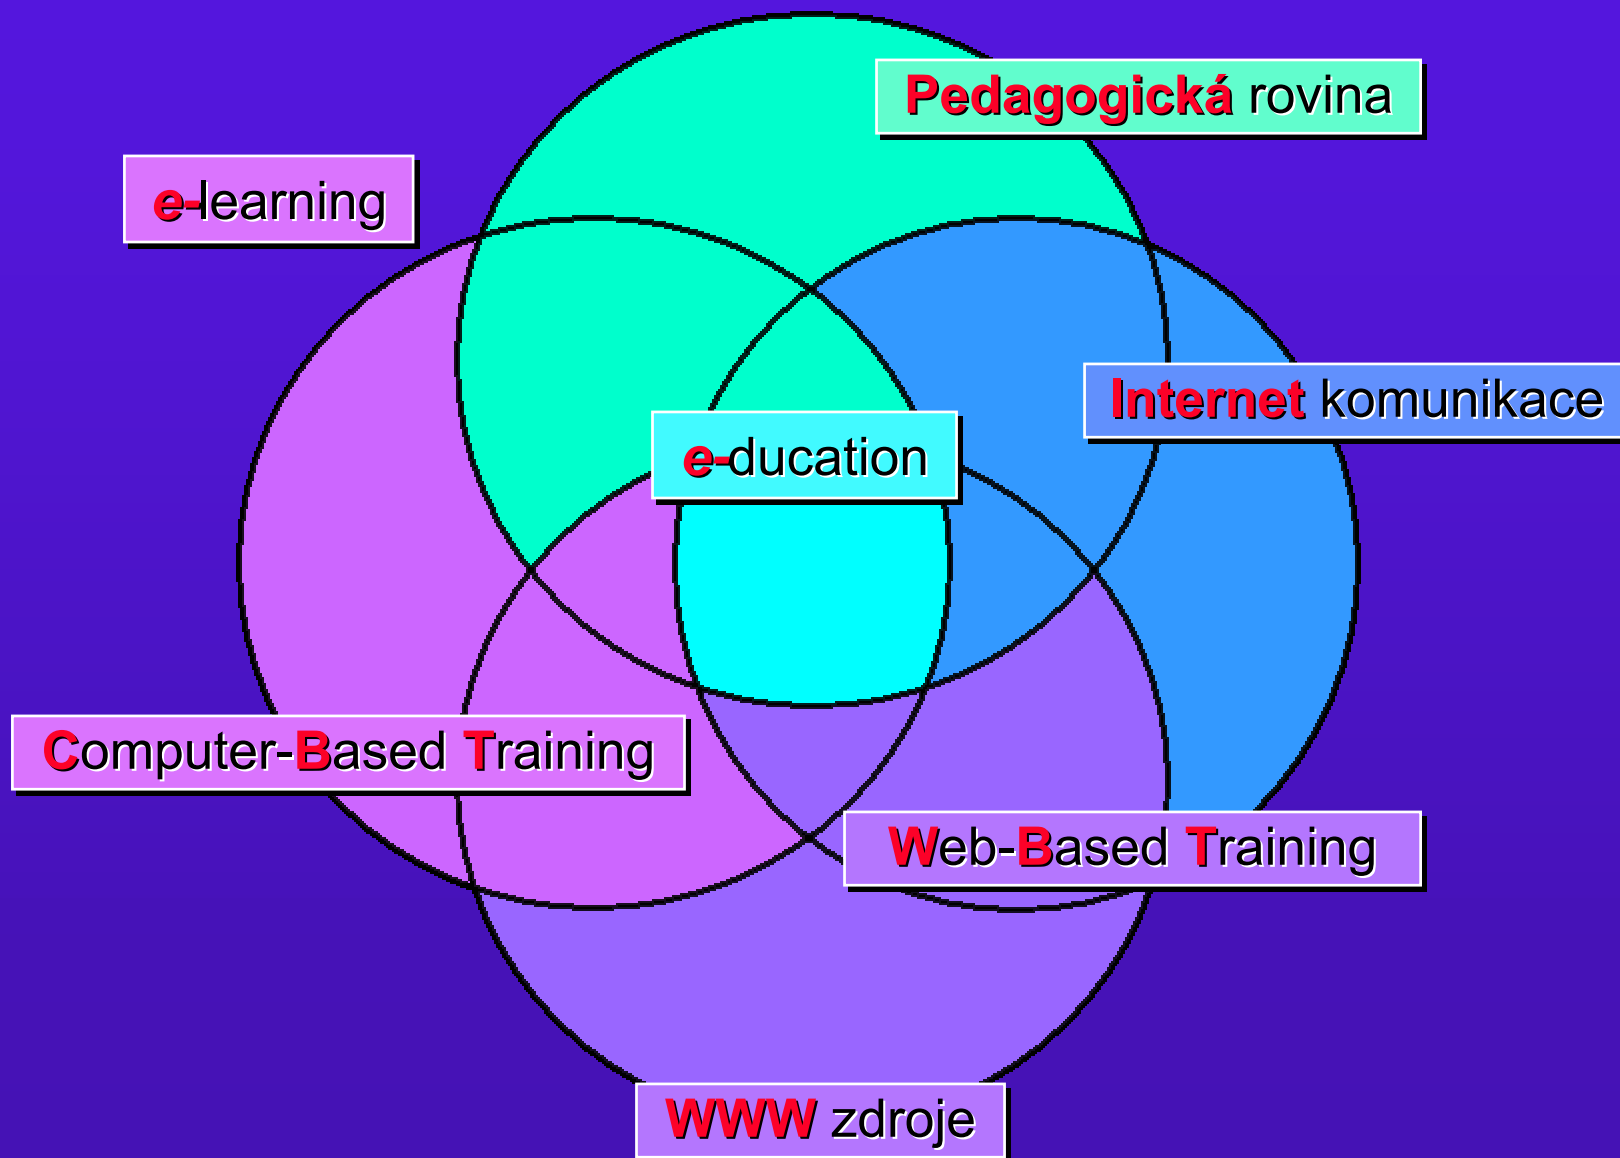 Pedagogická rovina
e-learning
Internet komunikace
e-ducation
Computer-Based Training
Web-Based Training
WWW zdroje